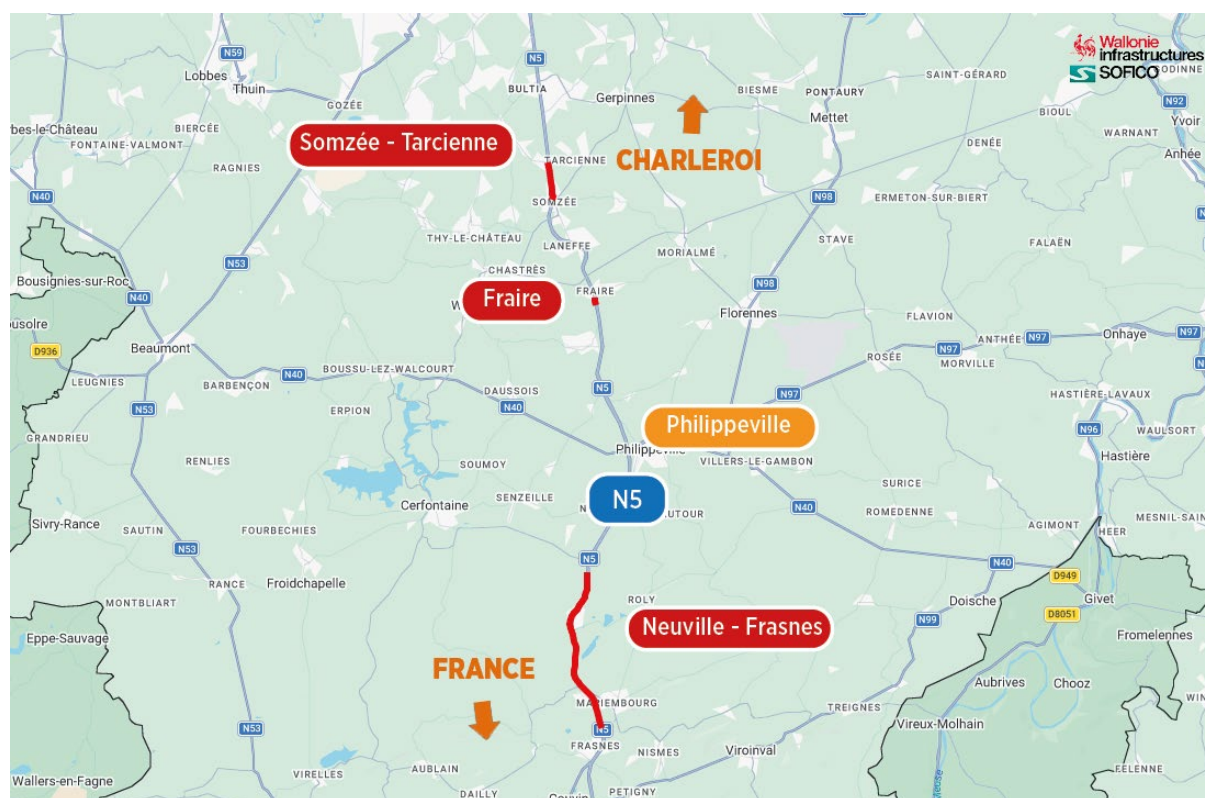 Wallonie
infrastructures
SOFICO
N59
Lobbes
Thuin
N5
BULTIA
Gerpinnes
BIESME
PONTAURY
SAINT-GÉRARD
BIOUL
N92
Yvoir
GOZÉE
Mettet
WARNANT
BIERCÉE
FONTAINE-VALMONT
RAGNIES
Somzée - Tarcienne
TARCIENNE
CHARLEROI
DENÉE
Anhée
N40
SOMZÉE
N98
ERMETON-SUR-BIERT
THY-LE-CHÂTEAU
LANEFFE
MORIALMÉ
STAVE
FALAËN
N53
CHASTRÈS
Bousignies-sur-Roc
N40
Fraire
FRAIRE
N98
Florennes
FLAVION
ANTHÉE
N97
Onhaye
N97
D936
Beaumont
ROSÉE
N97
MORVILLE
LEUGNIES
BARBENÇON
N40
BOUSSU-LEZ-WALCOURT
DAUSSOIS
N5
N97
HASTIÈRE-LAVAUX
N53
ERPION
N40
Philippeville
N96
WAULSORT
GRANDRIEU
RENLIES
SOUMOY
VILLERS-LE-GAMBON
Hastière
Cerfontaine
SENZEILLE
N5
SURICE
N40
ROMEDENNE
Sivry-Rance
SAUTIN
FOURBECHIES
AGIMONT
HEER
N53
N5
N40
RANCE
Froidchapelle
ROLY
D949
MONTBLIART
Doische
Givet
D8051
Neuville - Frasnes
N99
Eppe-Sauvage
Fromelennes
FRANCE
Aubrives
Chooz
MARIEMBOURG
TREIGNES
N53
N5
Vireux-Molhain
FRASNES
NISMES
Viroinval
VIRELLES
AUBLAIN
Wallers-en-Fagne
DAILLY
PETIGNY